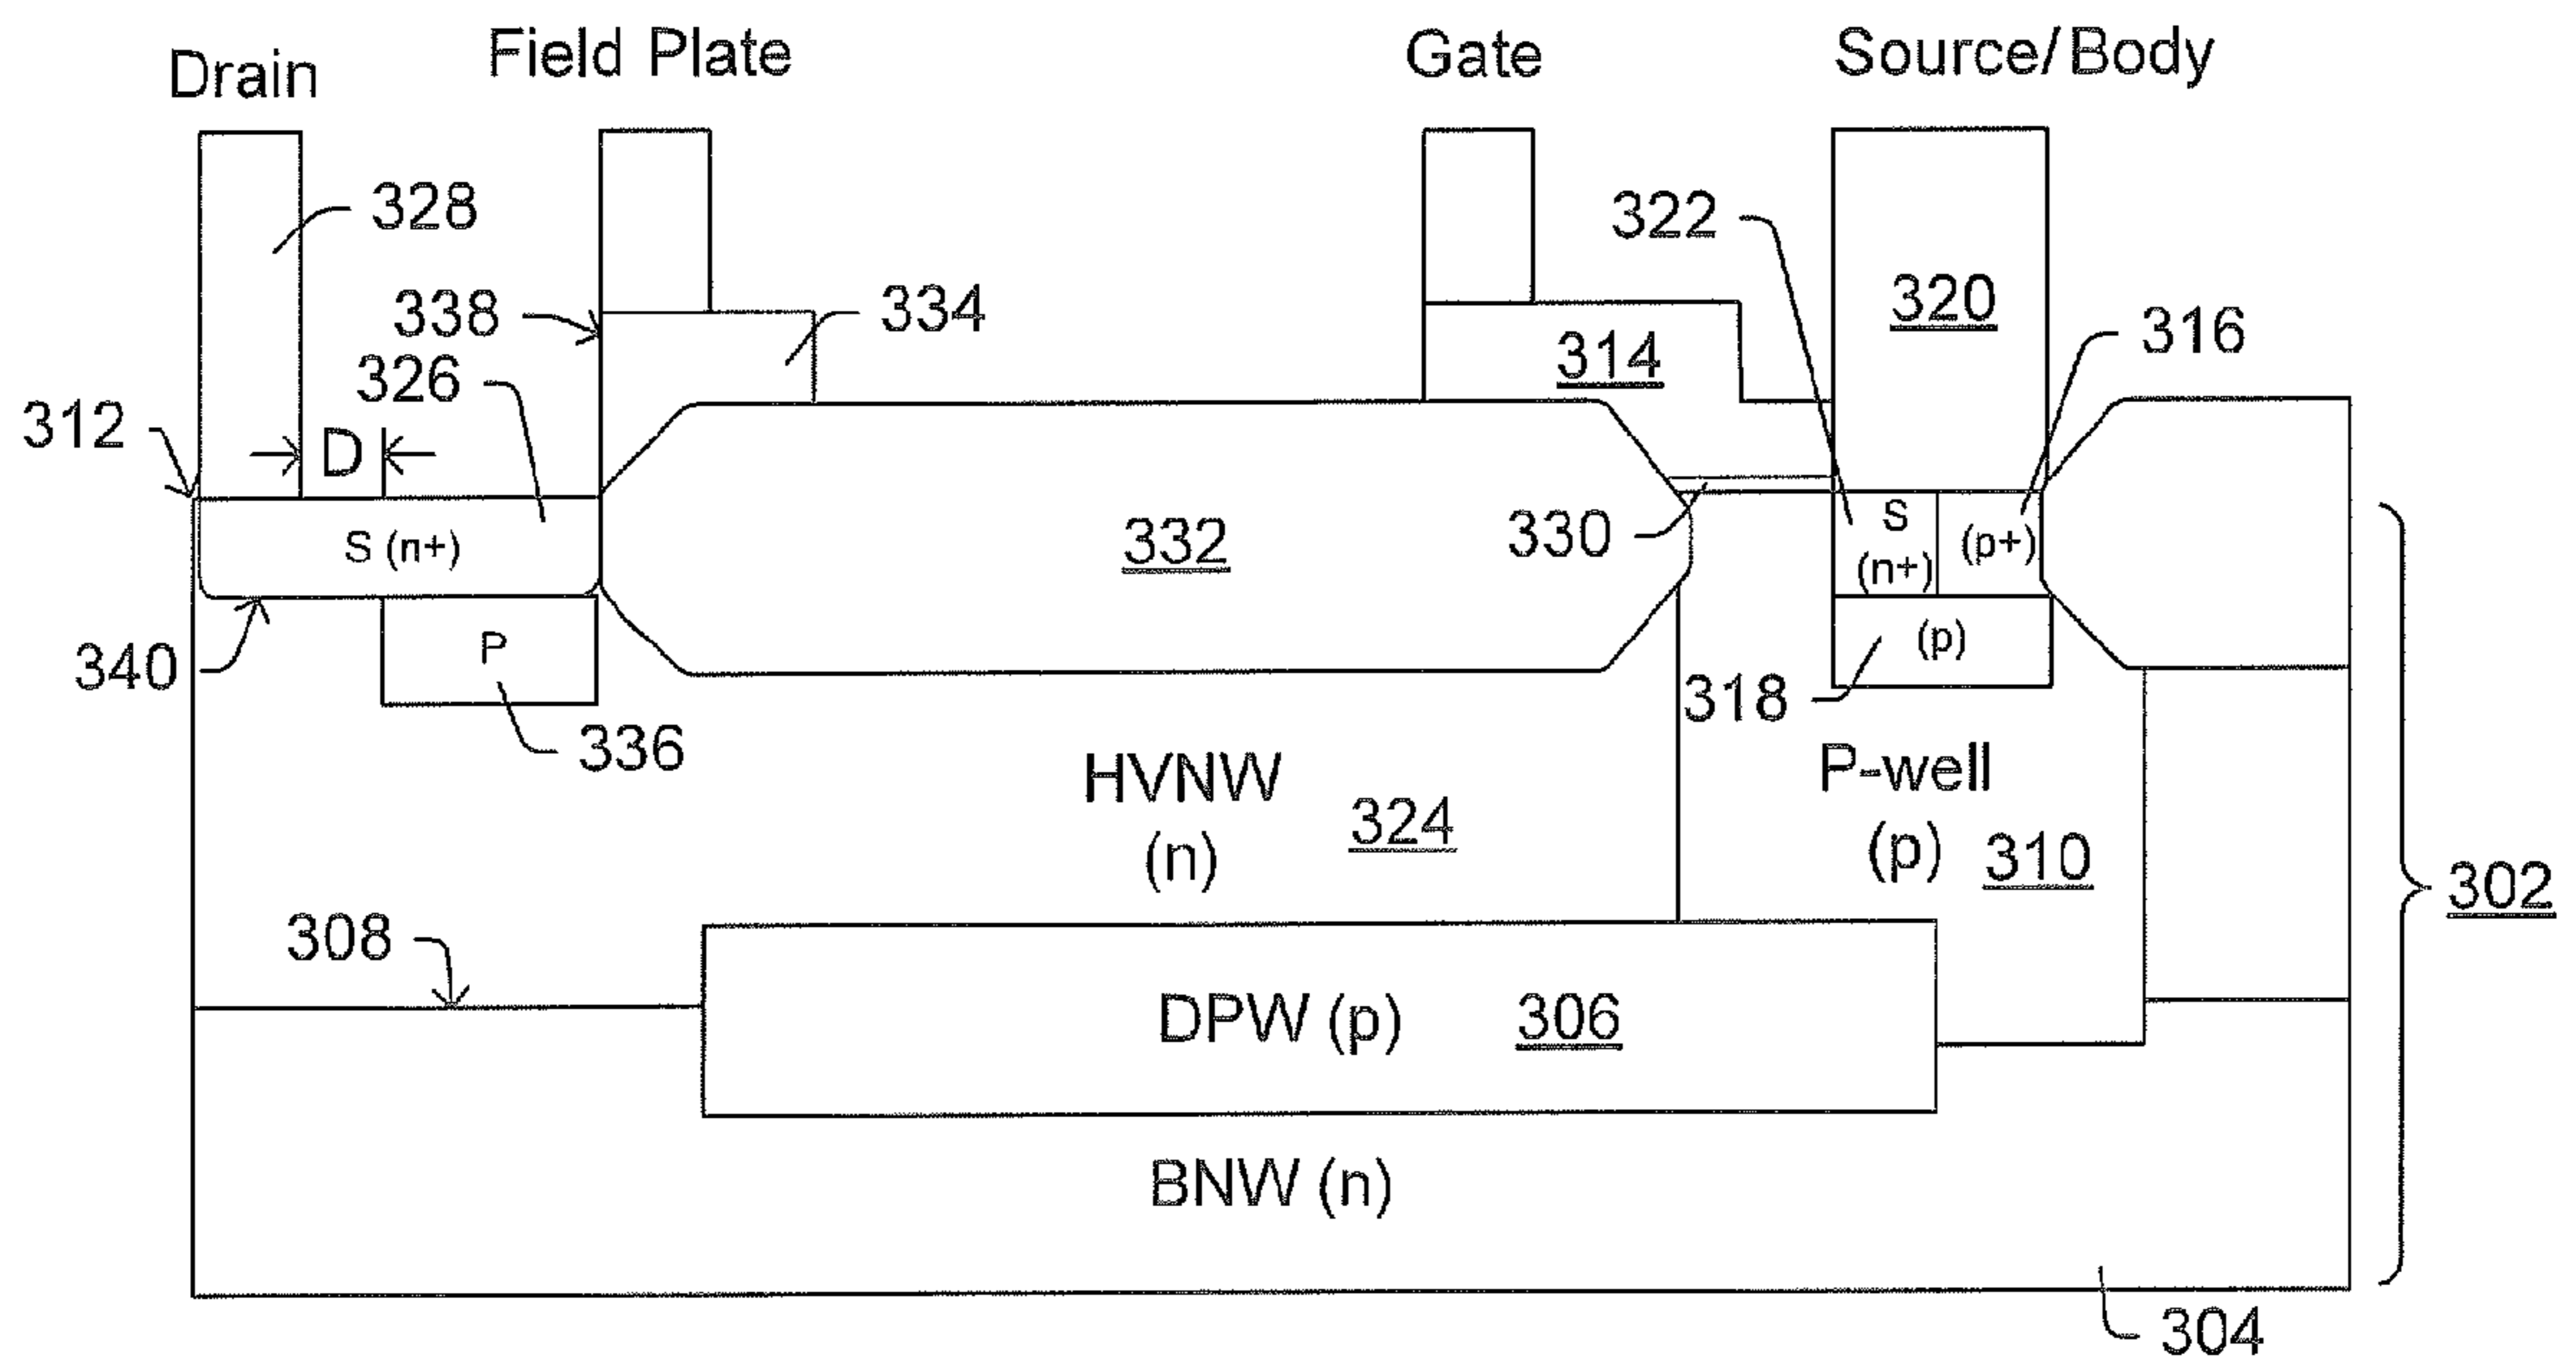 Drain
Field Plate
Gate
Source/Body
328
322
320
338
334
316
314
326
312
D
S (n+)
332
330
S
(n+)
(p+)
340
P
(p)
318
336
HVNW
(n)
324
P-well
(p)
310
302
308
DPW (p)
306
BNW (n)
304